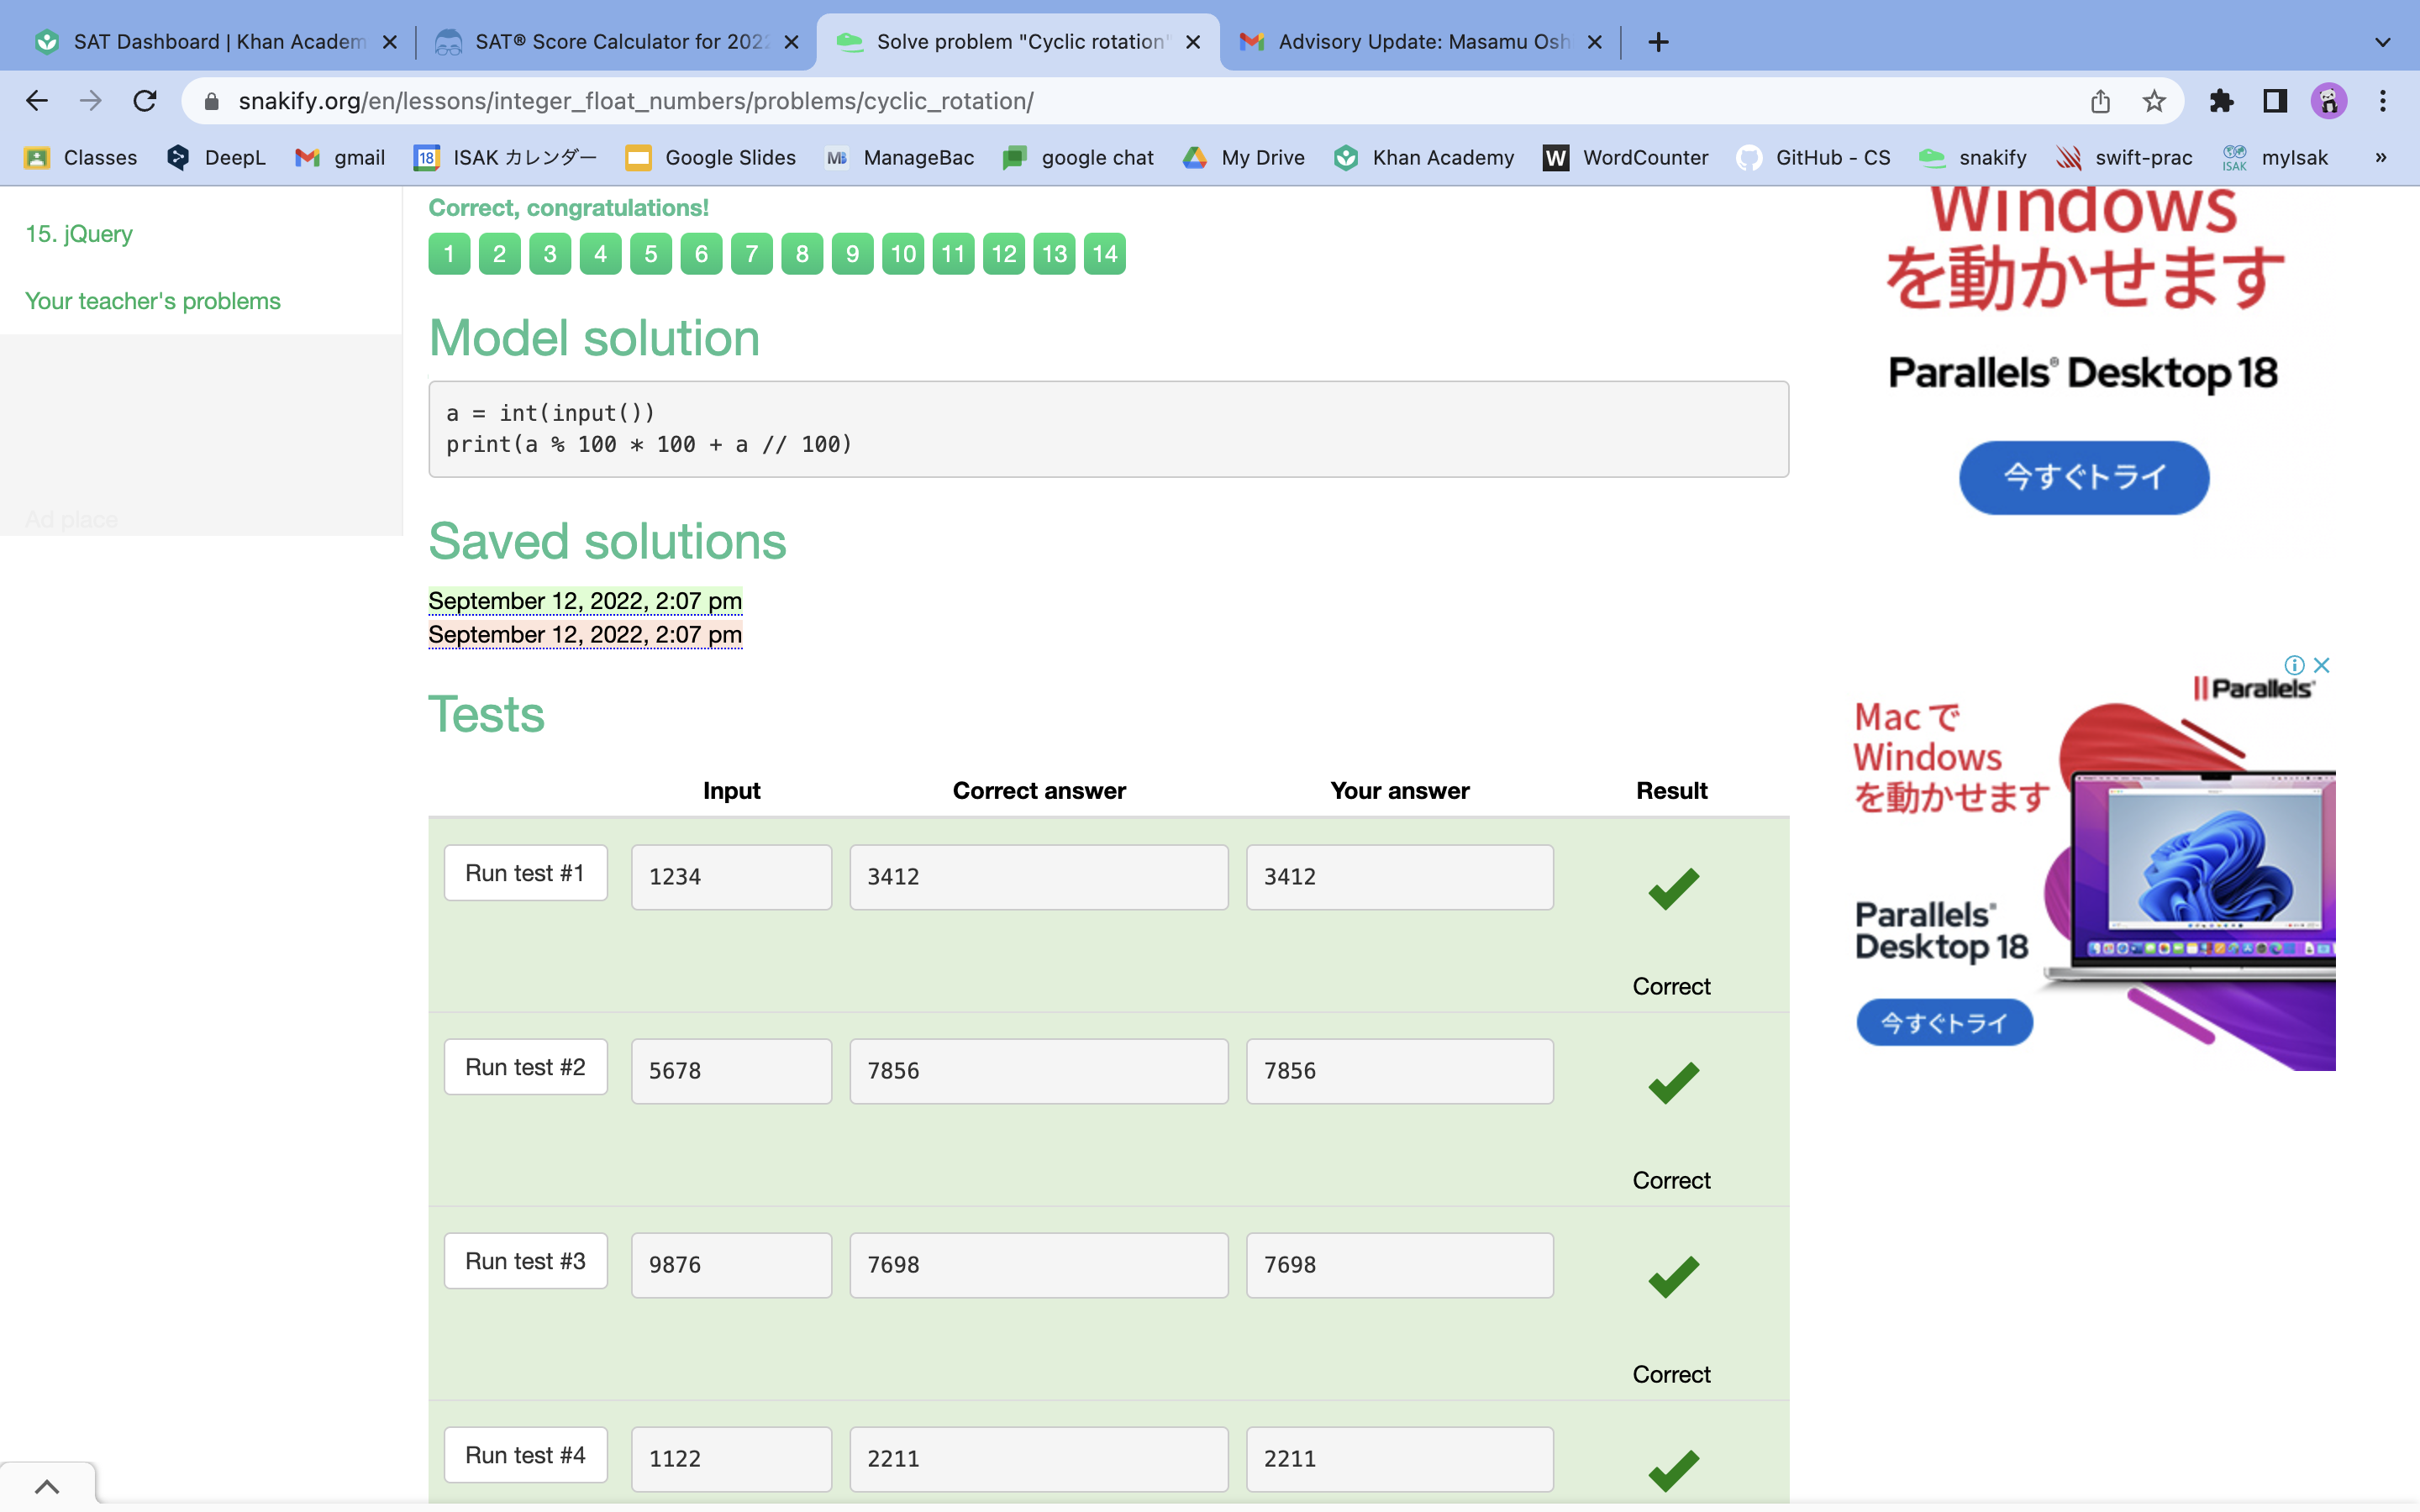 SAT Dashboard | Khan Academ
SAT® Score Calculator for 202
Solve problem "Cyclic rotation"
Advisory Update: Masamu Osh
snakify.org/en/lessons/integer_float_numbers/problems/cyclic_rotation/
Classes
DeepL
gmail
18
ISAK カレンダー
Google Slides
MB
ManageBac
google chat
My Drive
Khan Academy
W
WordCounter
GitHub - CS
snakify
swift-prac
ISAK
myIsak
»
15. jQuery
Your teacher's problems
Ad place
Correct, congratulations!
1 2 3 4 5 6 7 8 9 10 11 12 13 14
Model solution
a = int(input())
print(a % 100 * 100 + a // 100)
Saved solutions
September 12, 2022, 2:07 pm
September 12, 2022, 2:07 pm
Tests
Input Correct answer Your answer Result
Run test #1 1234 3412 3412
Correct
Run test #2 5678 7856 7856
Correct
Run test #3 9876 7698 7698
Correct
Run test #4 1122 2211 2211
Windows
を動かせます
Parallels® Desktop 18
今すぐトライ
Parallels®
Mac で
Windows
を動かせます
Parallels®
Desktop 18
今すぐトライ